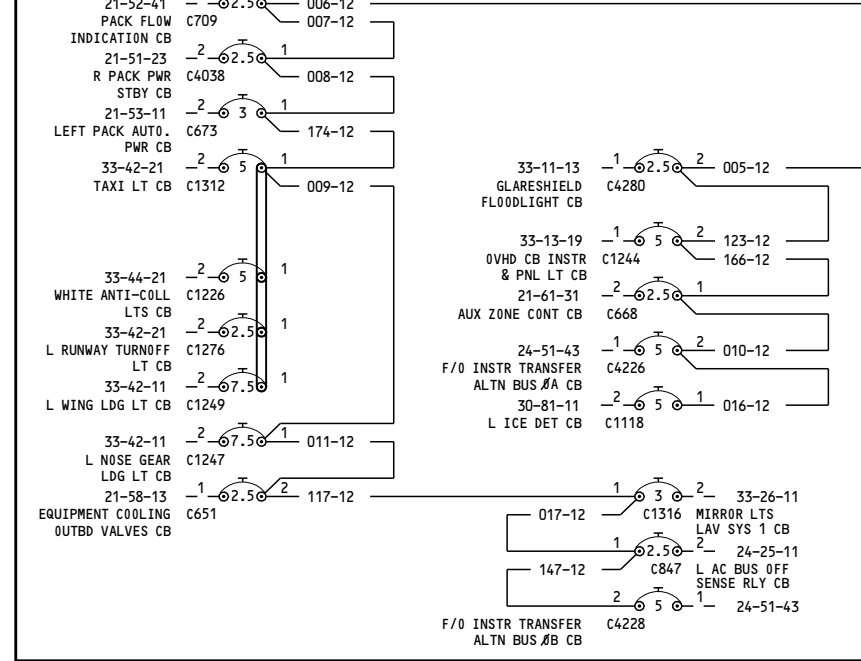 21-52-41 2.5 006-12
PACK FLOW C709 007-12
INDICATION CB
21-51-23 2 2.5 1
R PACK PWR C4038 008-12
STBY CB
21-53-11 2 3 1
LEFT PACK AUTO. C673 174-12
PWR CB
33-42-21 2 5 1
TAXI LT CB C1312 009-12
33-44-21 2 5 1
WHITE ANTI-COLL C1226
LTS CB
33-42-21 2 2.5 1
L RUNWAY TURNOFF C1276
LT CB
33-42-11 2 7.5 1
L WING LDG LT CB C1249
33-42-11 2 7.5 1 011-12
L NOSE GEAR C1247
LDG LT CB
21-58-13 1 2.5 2 117-12
EQUIPMENT COOLING C651
OUTBD VALVES CB
33-11-13 1 2.5 2 005-12
GLARESHIELD C4280
FLOODLIGHT CB
33-13-19 1 5 2 123-12
OVHD CB INSTR C1244 166-12
& PNL LT CB
21-61-31 2 2.5 1
AUX ZONE CONT CB C668
24-51-43 1 5 2 010-12
F/O INSTR TRANSFER C4226
ALTN BUS ØA CB
30-81-11 2 5 1 016-12
L ICE DET CB C1118
1 3 2 33-26-11
017-12 C1316 MIRROR LTS
LAV SYS 1 CB
1 2.5 2 24-25-11
147-12 C847 L AC BUS OFF
SENSE RLY CB
2 5 1 24-51-43
F/O INSTR TRANSFER C4228
ALTN BUS ØB CB